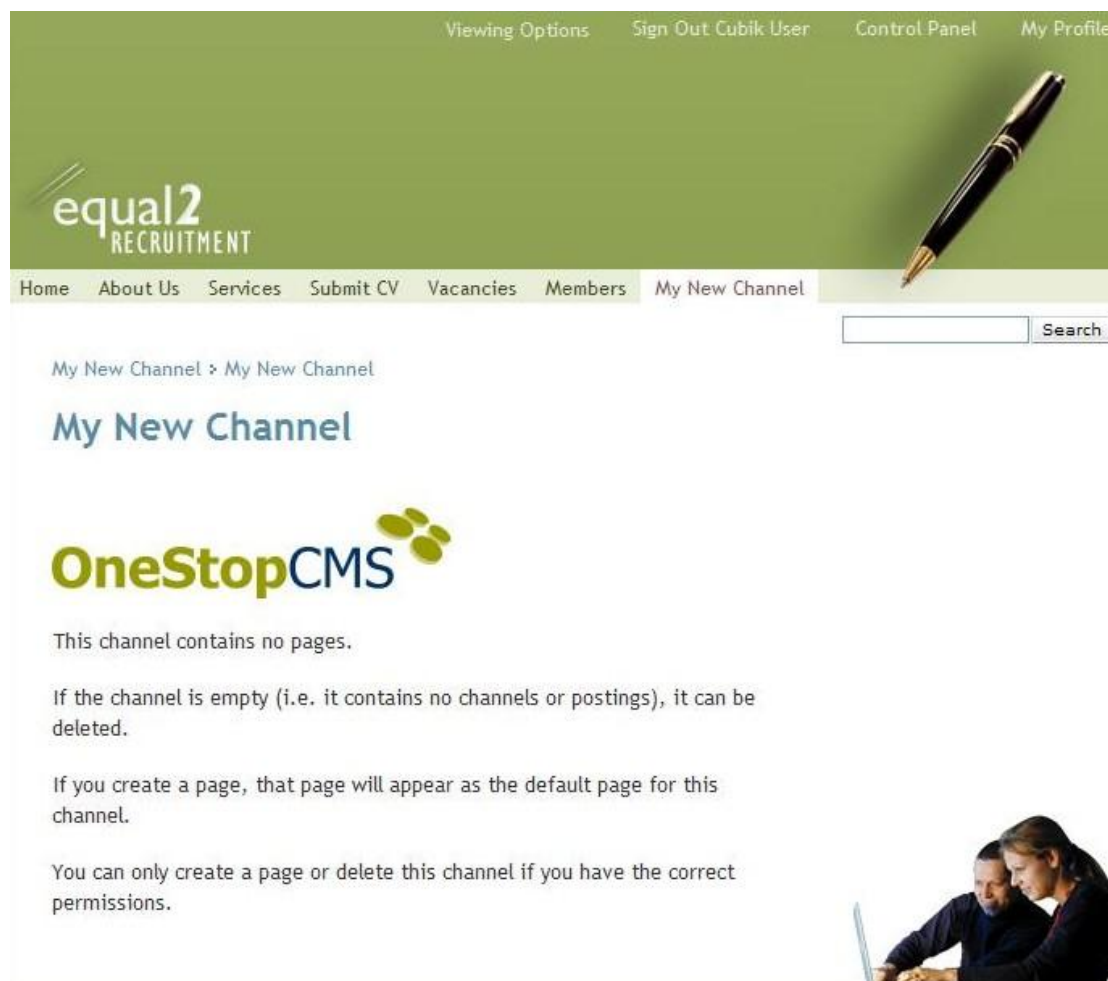 Viewing Options Sign Out Cubik User Control Panel My Profile
equal2
RECRUITMENT
Home About Us Services Submit CV Vacancies Members My New Channel
Search
My New Channel > My New Channel
My New Channel
OneStopCMS
This channel contains no pages.
If the channel is empty (i.e. it contains no channels or postings), it can be
deleted.
If you create a page, that page will appear as the default page for this
channel.
You can only create a page or delete this channel if you have the correct
permissions.